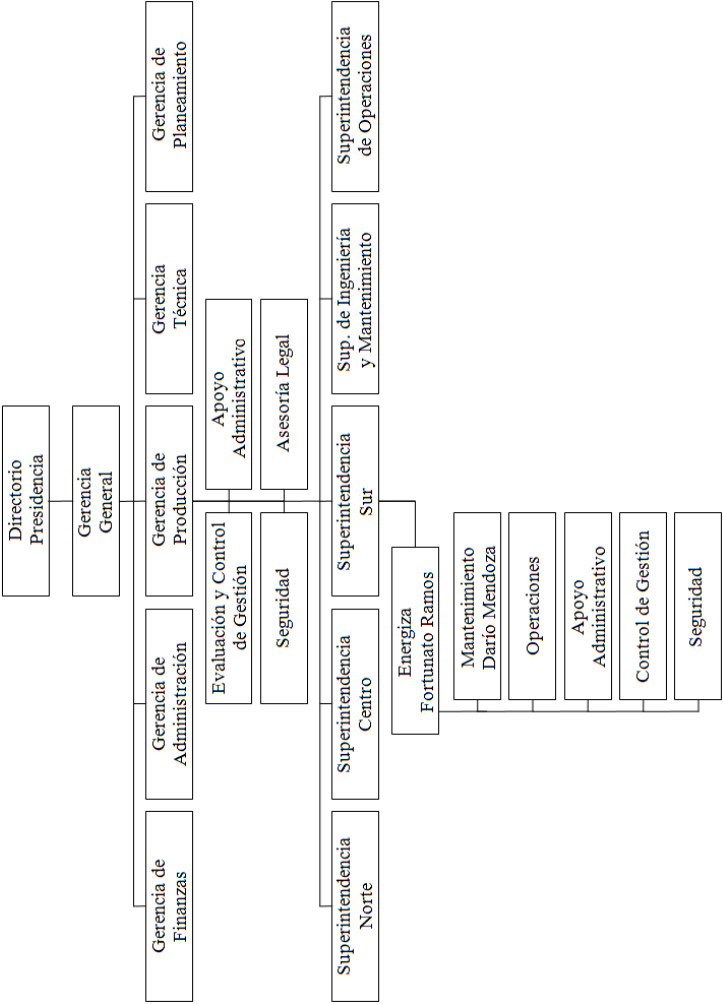 Directorio
Presidencia
Gerencia
General
Gerencia de
Finanzas
Gerencia de
Administración
Gerencia de
Producción
Gerencia
Técnica
Gerencia de
Planeamiento
Evaluación y Control
de Gestión
Apoyo
Administrativo
Seguridad
Asesoría Legal
Superintendencia
Norte
Superintendencia
Centro
Superintendencia
Sur
Sup. de Ingeniería
y Mantenimiento
Superintendencia
de Operaciones
Energiza
Fortunato Ramos
Mantenimiento
Darío Mendoza
Operaciones
Apoyo
Administrativo
Control de Gestión
Seguridad